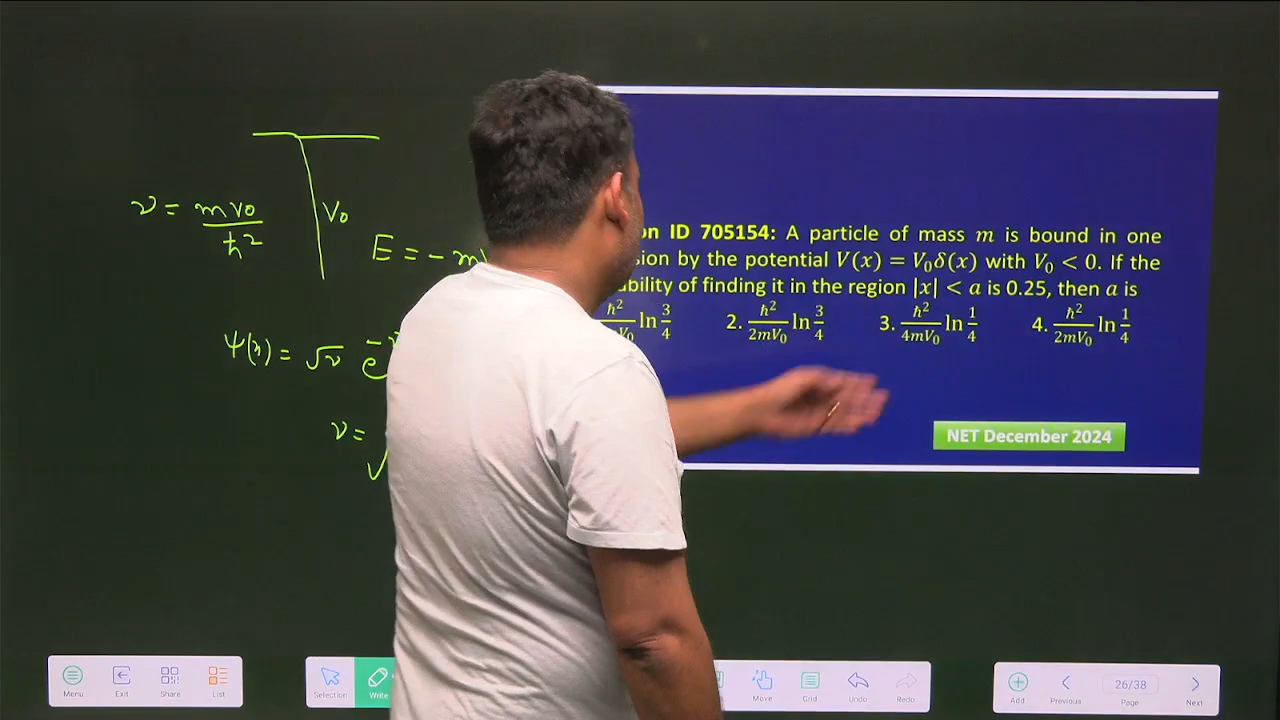 ν = mV₀/ħ²
V₀
E = - m
ψ(x) = √ν e⁻
ν =
√
ID 705154: A particle of mass m is bound in one
by the potential V(x) = V₀δ(x) with V₀ < 0. If the
of finding it in the region |x| < a is 0.25, then a is
ln 3/4 2. ħ²/2mV₀ ln 3/4 3. ħ²/4mV₀ ln 1/4 4. ħ²/2mV₀ ln 1/4
NET December 2024
Menu Exit Share List Selection Write Move Grid Undo Redo Add Previous 26/38 Page Next